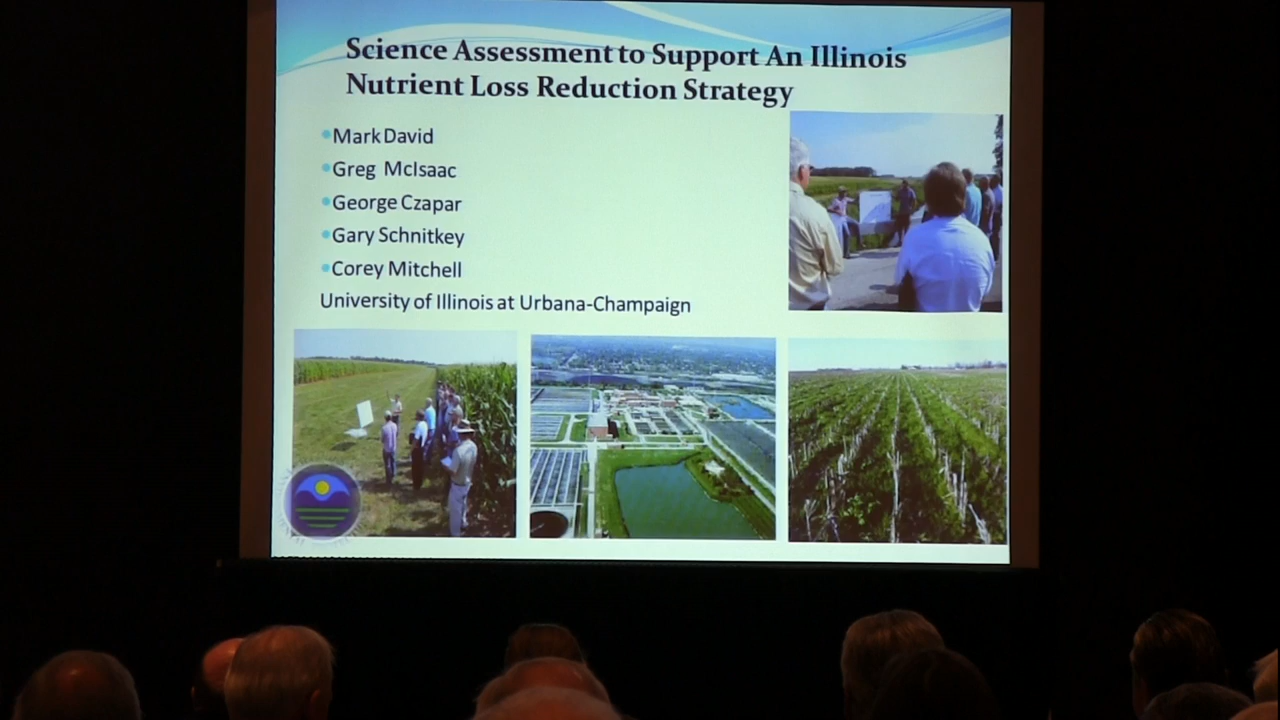 Science Assessment to Support An Illinois
Nutrient Loss Reduction Strategy
Mark David
Greg McIsaac
George Czapar
Gary Schnitkey
Corey Mitchell
University of Illinois at Urbana-Champaign